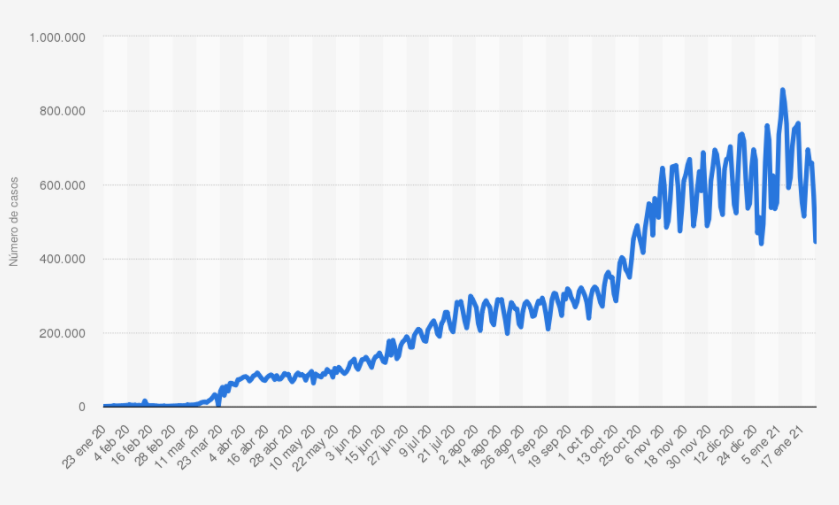 1.000.000
800.000
600.000
400.000
200.000
0
Número de casos
23 ene 20
4 feb 20
16 feb 20
28 feb 20
11 mar 20
23 mar 20
4 abr 20
16 abr 20
28 abr 20
10 may 20
22 may 20
3 jun 20
15 jun 20
27 jun 20
9 jul 20
21 jul 20
2 ago 20
14 ago 20
26 ago 20
7 sep 20
19 sep 20
1 oct 20
13 oct 20
25 oct 20
6 nov 20
18 nov 20
30 nov 20
12 dic 20
24 dic 20
5 ene 21
17 ene 21